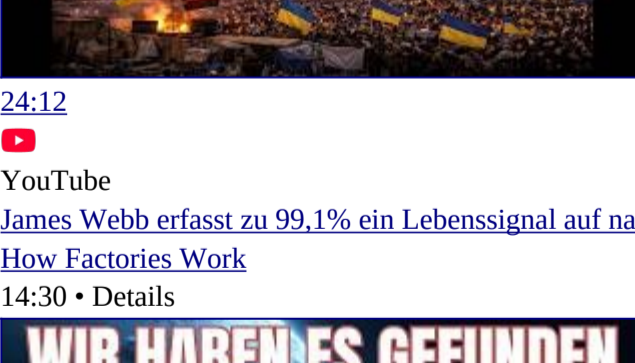 24:12
YouTube
James Webb erfasst zu 99,1% ein Lebenssignal auf na
How Factories Work
14:30 • Details
WIR HABEN ES GEFUNDEN